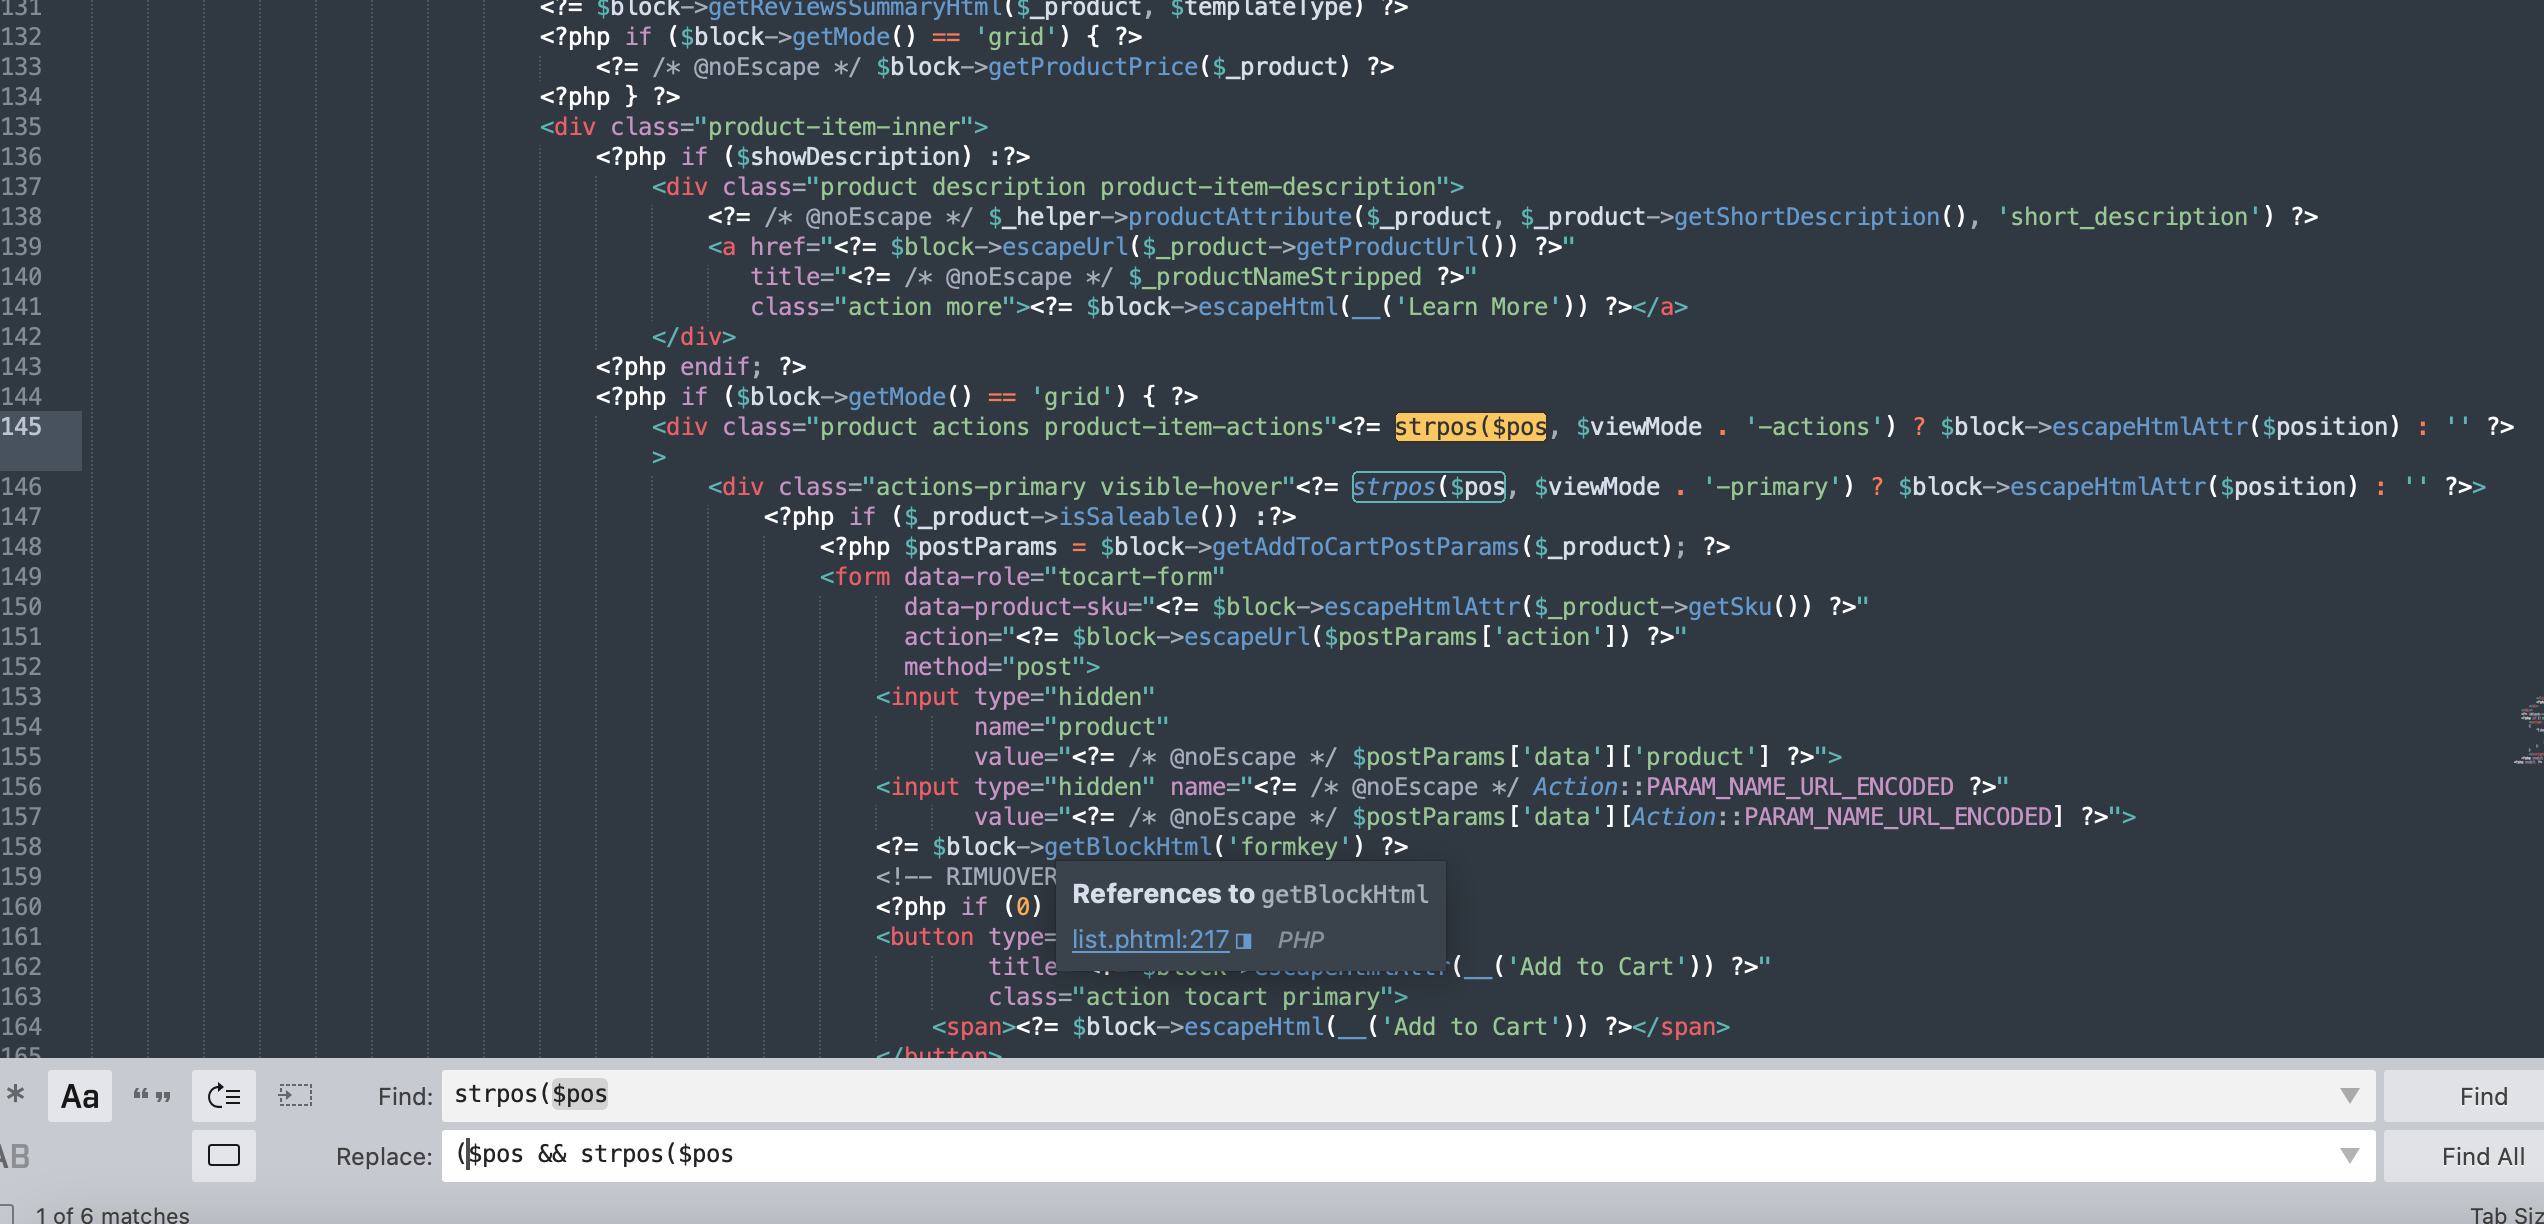 131 <?= $block->getReviewsSummaryHtml($_product, $templateType) ?>
132 <?php if ($block->getMode() == 'grid') { ?>
133 <?= /* @noEscape */ $block->getProductPrice($_product) ?>
134 <?php } ?>
135 <div class="product-item-inner">
136 <?php if ($showDescription) :?>
137 <div class="product description product-item-description">
138 <?= /* @noEscape */ $_helper->productAttribute($_product, $_product->getShortDescription(), 'short_description') ?>
139 <a href="<?= $block->escapeUrl($_product->getProductUrl()) ?>"
140 title="<?= /* @noEscape */ $_productNameStripped ?>"
141 class="action more"><?= $block->escapeHtml(__('Learn More')) ?></a>
142 </div>
143 <?php endif; ?>
144 <?php if ($block->getMode() == 'grid') { ?>
145 <div class="product actions product-item-actions"<?= strpos($pos, $viewMode . '-actions') ? $block->escapeHtmlAttr($position) : '' ?>
>
146 <div class="actions-primary visible-hover"<?= strpos($pos, $viewMode . '-primary') ? $block->escapeHtmlAttr($position) : '' ?>>
147 <?php if ($_product->isSaleable()) :?>
148 <?php $postParams = $block->getAddToCartPostParams($_product); ?>
149 <form data-role="tocart-form"
150 data-product-sku="<?= $block->escapeHtmlAttr($_product->getSku()) ?>"
151 action="<?= $block->escapeUrl($postParams['action']) ?>"
152 method="post">
153 <input type="hidden"
154 name="product"
155 value="<?= /* @noEscape */ $postParams['data']['product'] ?>">
156 <input type="hidden" name="<?= /* @noEscape */ Action::PARAM_NAME_URL_ENCODED ?>"
157 value="<?= /* @noEscape */ $postParams['data'][Action::PARAM_NAME_URL_ENCODED] ?>">
158 <?= $block->getBlockHtml('formkey') ?>
159 <!-- RIMUOVER
References to getBlockHtml
160 <?php if (0)
161 <button type=
list.phtml:217 PHP
162 title (__('Add to Cart')) ?>"
163 class="action tocart primary">
164 <span><?= $block->escapeHtml(__('Add to Cart')) ?></span>
165 </button>
* Aa “ ” Find: strpos($pos Find
AB Replace: ($pos && strpos($pos Find All
1 of 6 matches Tab Siz